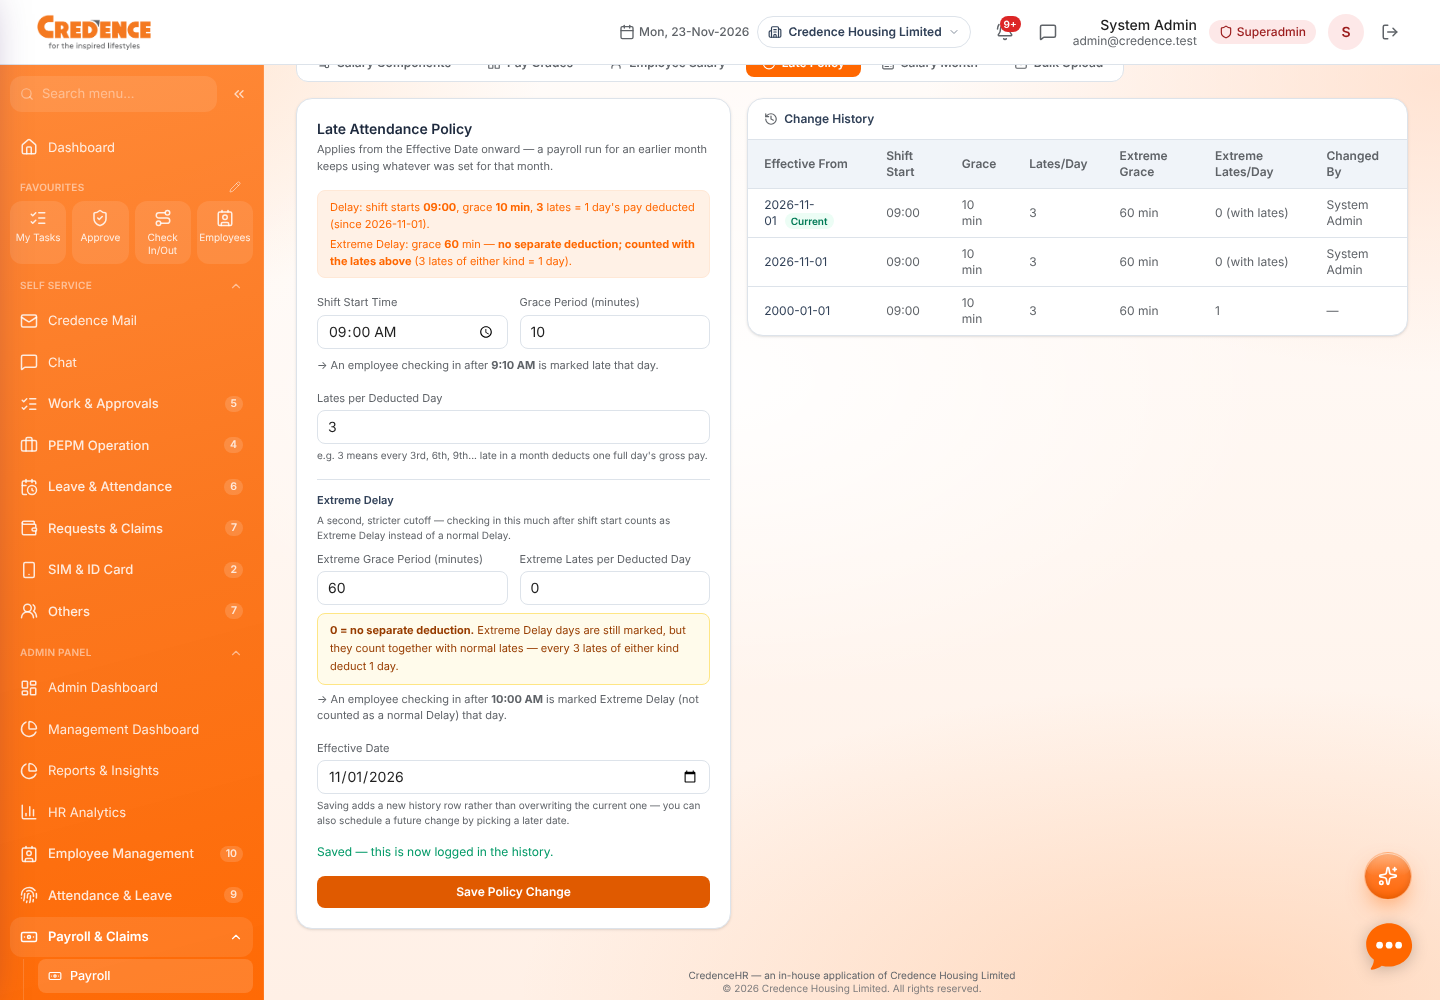 CREDENCE
for the inspired lifestyles
Mon, 23-Nov-2026
Credence Housing Limited
9+
System Admin
admin@credence.test
Superadmin
S
Search menu...
Dashboard
FAVOURITES
My Tasks
Approve
Check In/Out
Employees
SELF SERVICE
Credence Mail
Chat
Work & Approvals 5
PEPM Operation 4
Leave & Attendance 6
Requests & Claims 7
SIM & ID Card 2
Others 7
ADMIN PANEL
Admin Dashboard
Management Dashboard
Reports & Insights
HR Analytics
Employee Management 10
Attendance & Leave 9
Payroll & Claims
Payroll
Salary Components
Pay Grades
Employee Salary
Late Policy
Salary Month
Bulk Upload
Late Attendance Policy
Applies from the Effective Date onward — a payroll run for an earlier month
keeps using whatever was set for that month.
Delay: shift starts 09:00, grace 10 min, 3 lates = 1 day's pay deducted
(since 2026-11-01).
Extreme Delay: grace 60 min — no separate deduction; counted with
the lates above (3 lates of either kind = 1 day).
Shift Start Time
Grace Period (minutes)
09:00 AM
10
→ An employee checking in after 9:10 AM is marked late that day.
Lates per Deducted Day
3
e.g. 3 means every 3rd, 6th, 9th... late in a month deducts one full day's gross pay.
Extreme Delay
A second, stricter cutoff — checking in this much after shift start counts as
Extreme Delay instead of a normal Delay.
Extreme Grace Period (minutes)
Extreme Lates per Deducted Day
60
0
0 = no separate deduction. Extreme Delay days are still marked, but
they count together with normal lates — every 3 lates of either kind
deduct 1 day.
→ An employee checking in after 10:00 AM is marked Extreme Delay (not
counted as a normal Delay) that day.
Effective Date
11/01/2026
Saving adds a new history row rather than overwriting the current one — you can
also schedule a future change by picking a later date.
Saved — this is now logged in the history.
Save Policy Change
Change History
Effective From Shift Start Grace Lates/Day Extreme Grace Extreme Lates/Day Changed By
2026-11-01 Current 09:00 10 min 3 60 min 0 (with lates) System Admin
2026-11-01 09:00 10 min 3 60 min 0 (with lates) System Admin
2000-01-01 09:00 10 min 3 60 min 1 —
CredenceHR — an in-house application of Credence Housing Limited
© 2026 Credence Housing Limited. All rights reserved.